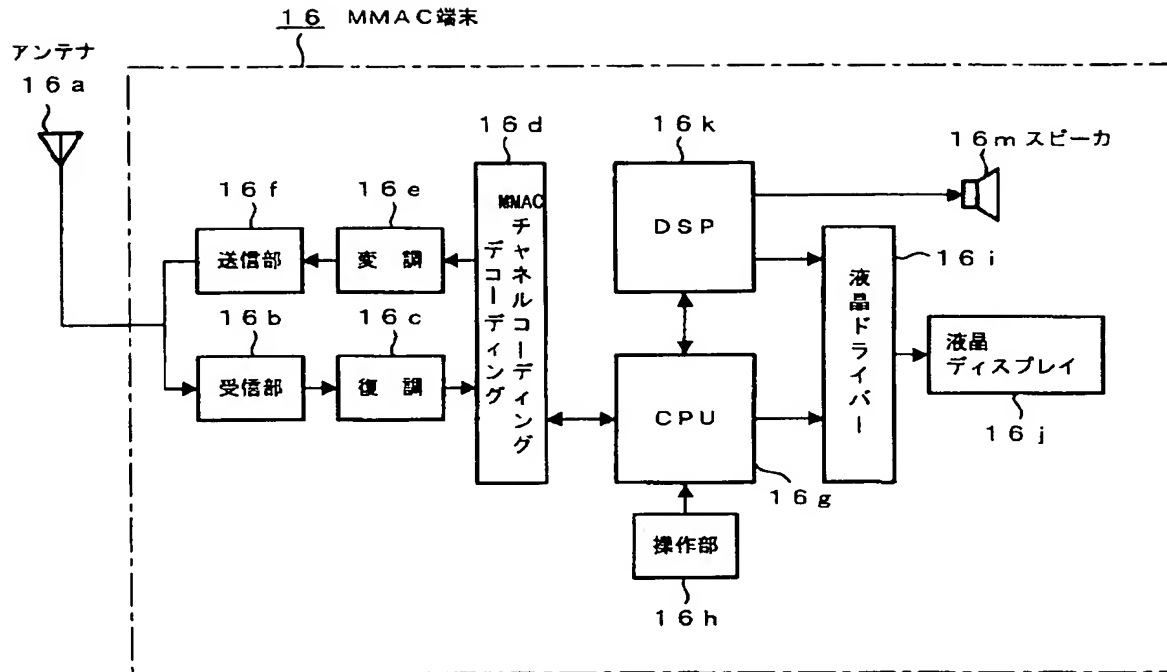 16 MMAC端末
アンテナ
16a
16d
16k
16m スピーカ
16f
16e
MMAC
チャネルコーディング
デコーディング
DSP
送信部
変調
16i
液晶ドライバー
16b
16c
液晶
ディスプレイ
受信部
復調
CPU
16j
16g
操作部
16h